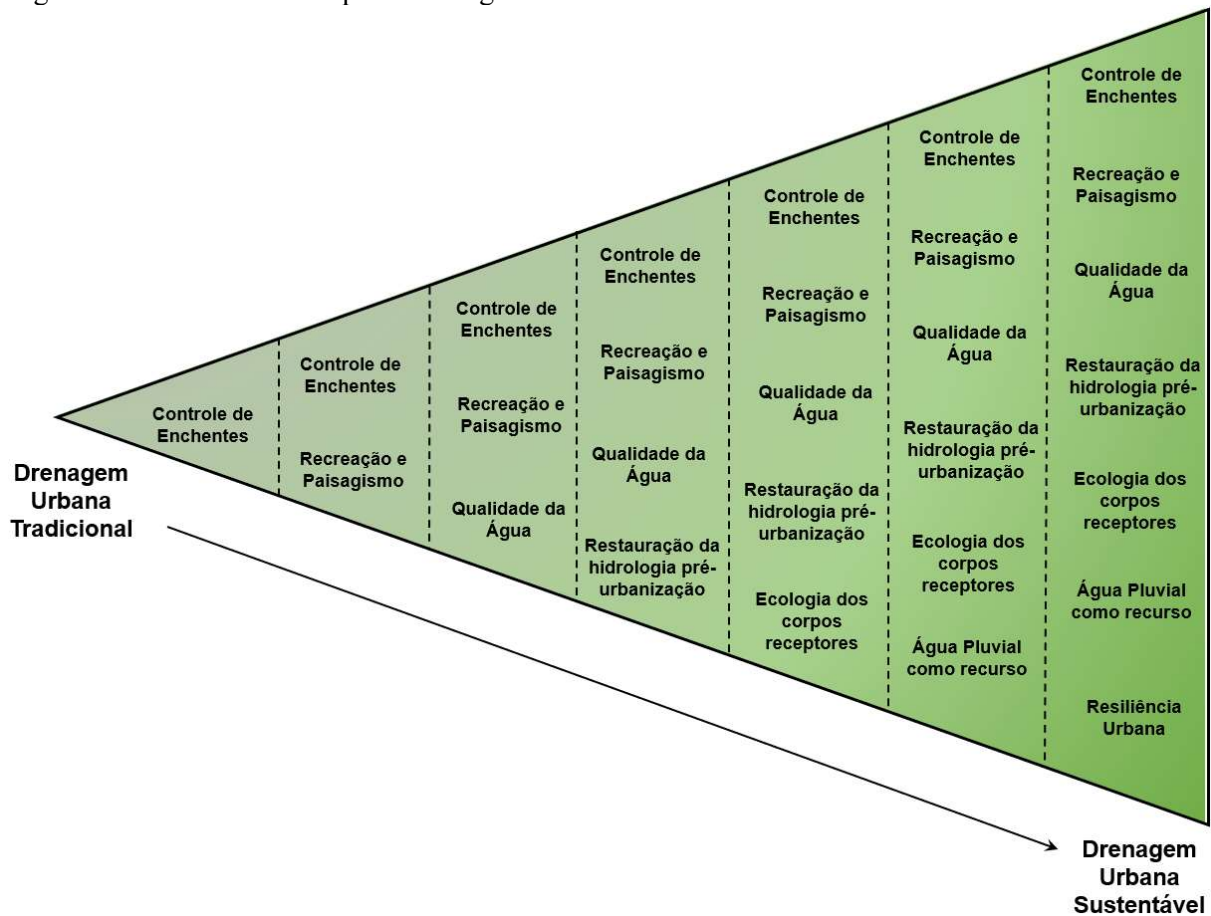 Controle de
Enchentes
Controle de
Enchentes
Recreação e
Paisagismo
Controle de
Enchentes
Recreação e
Paisagismo
Qualidade da
Água
Controle de
Enchentes
Recreação e
Paisagismo
Qualidade da
Água
Restauração da
hidrologia pré-
urbanização
Controle de
Enchentes
Recreação e
Paisagismo
Qualidade da
Água
Restauração da
hidrologia pré-
urbanização
Ecologia dos
corpos
receptores
Controle de
Enchentes
Recreação e
Paisagismo
Qualidade da
Água
Restauração da
hidrologia pré-
urbanização
Ecologia dos
corpos
receptores
Água Pluvial
como recurso
Controle de
Enchentes
Recreação e
Paisagismo
Qualidade da
Água
Restauração da
hidrologia pré-
urbanização
Ecologia dos
corpos
receptores
Água Pluvial
como recurso
Resiliência
Urbana
Drenagem
Urbana
Tradicional
Drenagem
Urbana
Sustentável